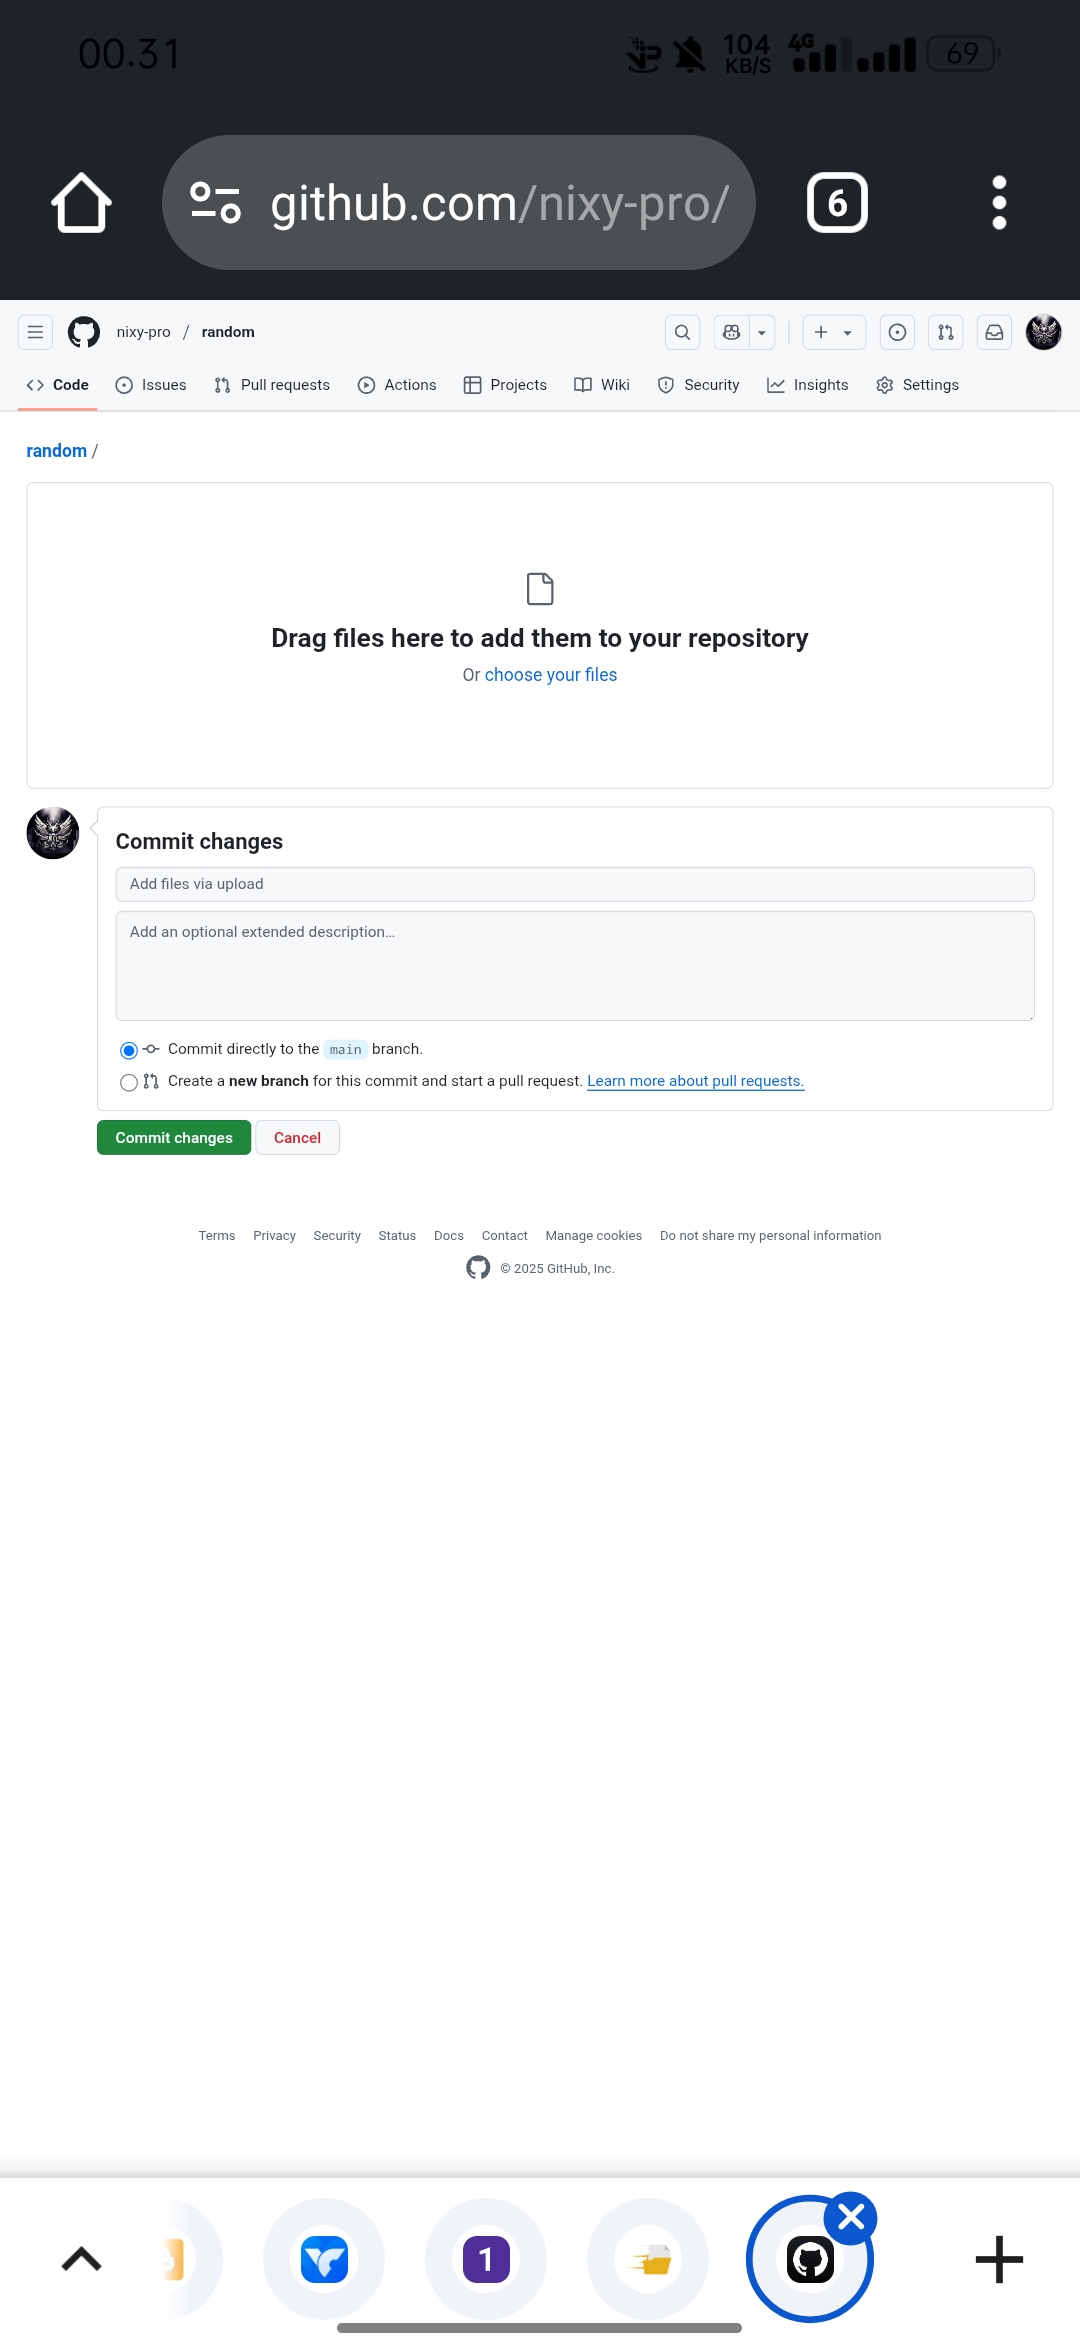 00.31
104 KB/S 4G 69
github.com/nixy-pro/ 6
nixy-pro / random
Code Issues Pull requests Actions Projects Wiki Security Insights Settings
random /
Drag files here to add them to your repository
Or choose your files
Commit changes
Add files via upload
Add an optional extended description...
Commit directly to the main branch.
Create a new branch for this commit and start a pull request. Learn more about pull requests.
Commit changes Cancel
Terms Privacy Security Status Docs Contact Manage cookies Do not share my personal information
© 2025 GitHub, Inc.
1